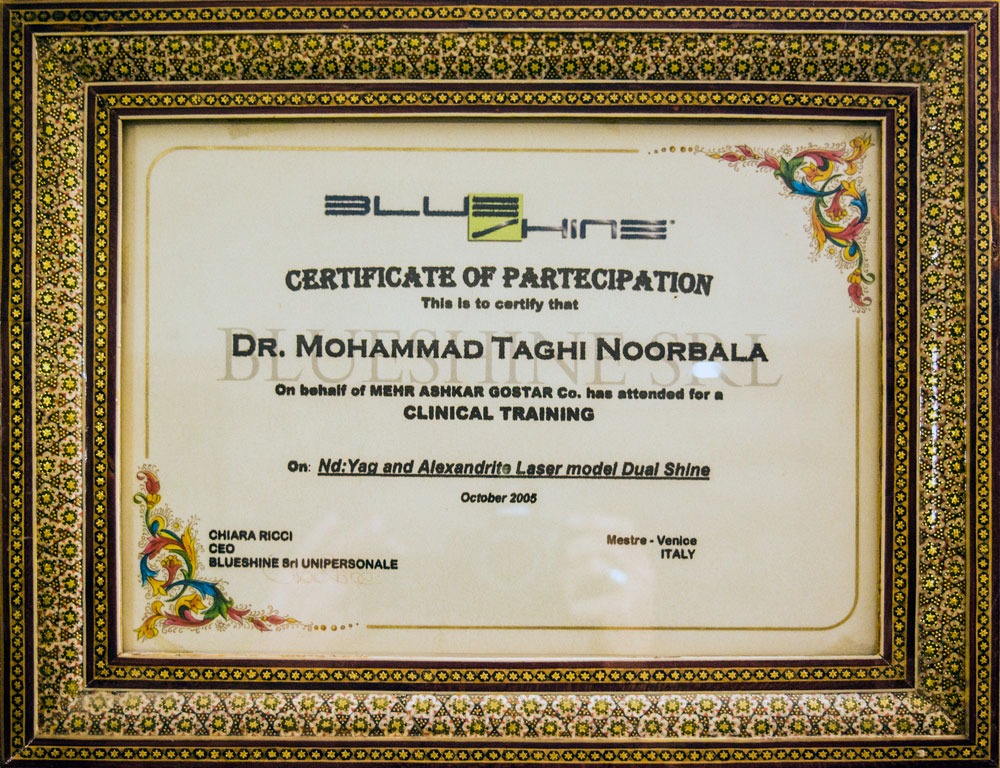 BLUE SHINE
CERTIFICATE OF PARTECIPATION
This is to certify that
BLUESHINE SRL
DR. MOHAMMAD TAGHI NOORBALA
On behalf of MEHR ASHKAR GOSTAR Co. has attended for a
CLINICAL TRAINING
On: Nd:Yag and Alexandrite Laser model Dual Shine
October 2005
CHIARA RICCI
CEO
BLUESHINE Srl UNIPERSONALE
Mestre - Venice
ITALY